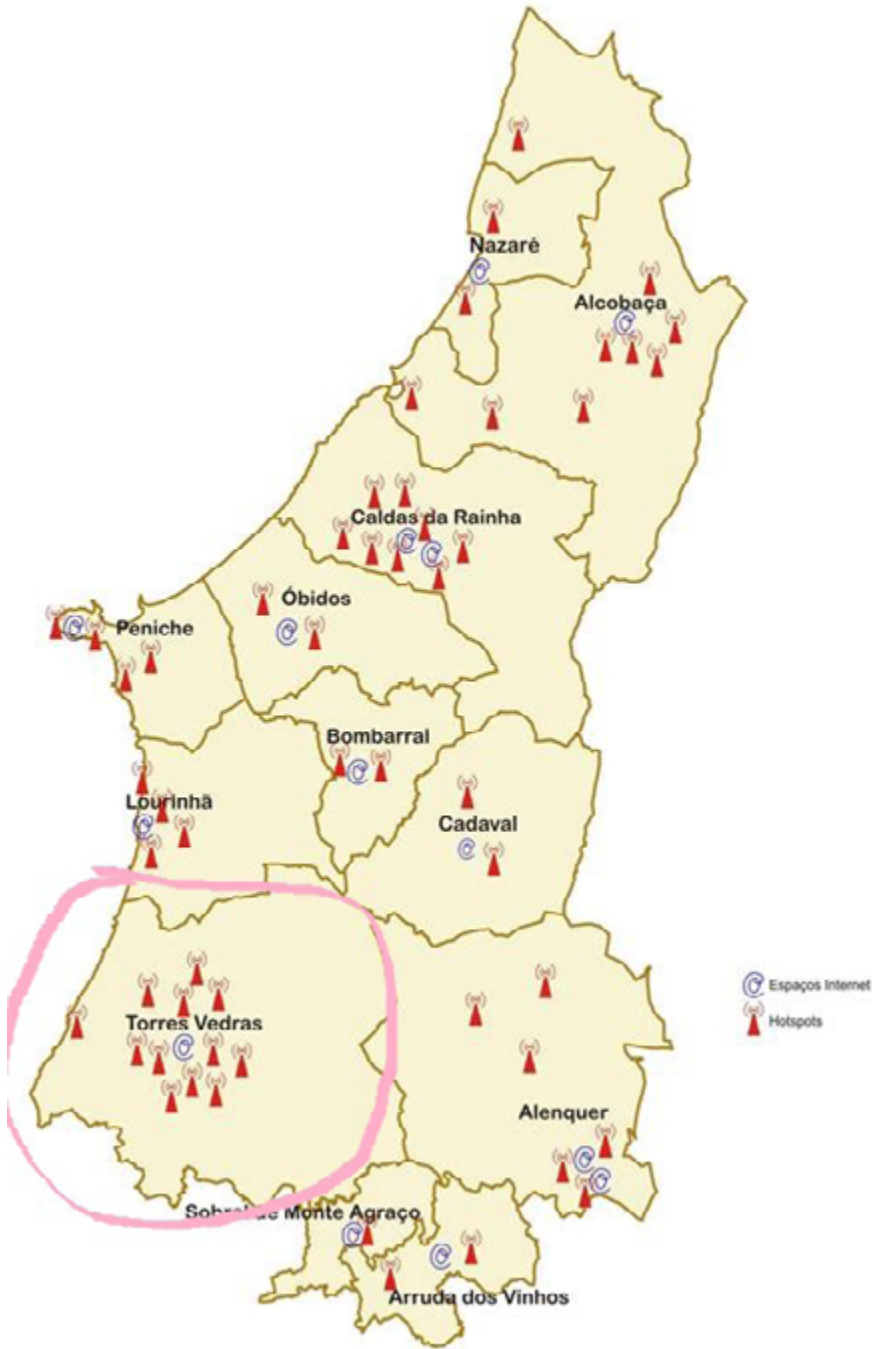 Nazarè
Alcobaça
Caldas da Rainha
Óbidos
Peniche
Bombarral
Lourinhã
Cadaval
Espaços Internet
Hotspots
Torres Vedras
Alenquer
Sobral de Monte Agraço
Arruda dos Vinhos